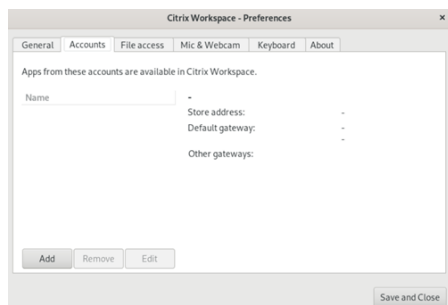 Citrix Workspace - Preferences ×
General Accounts File access Mic & Webcam Keyboard About
Apps from these accounts are available in Citrix Workspace.
Name -
Store address: -
Default gateway: -
-
Other gateways:
Add Remove Edit
Save and Close